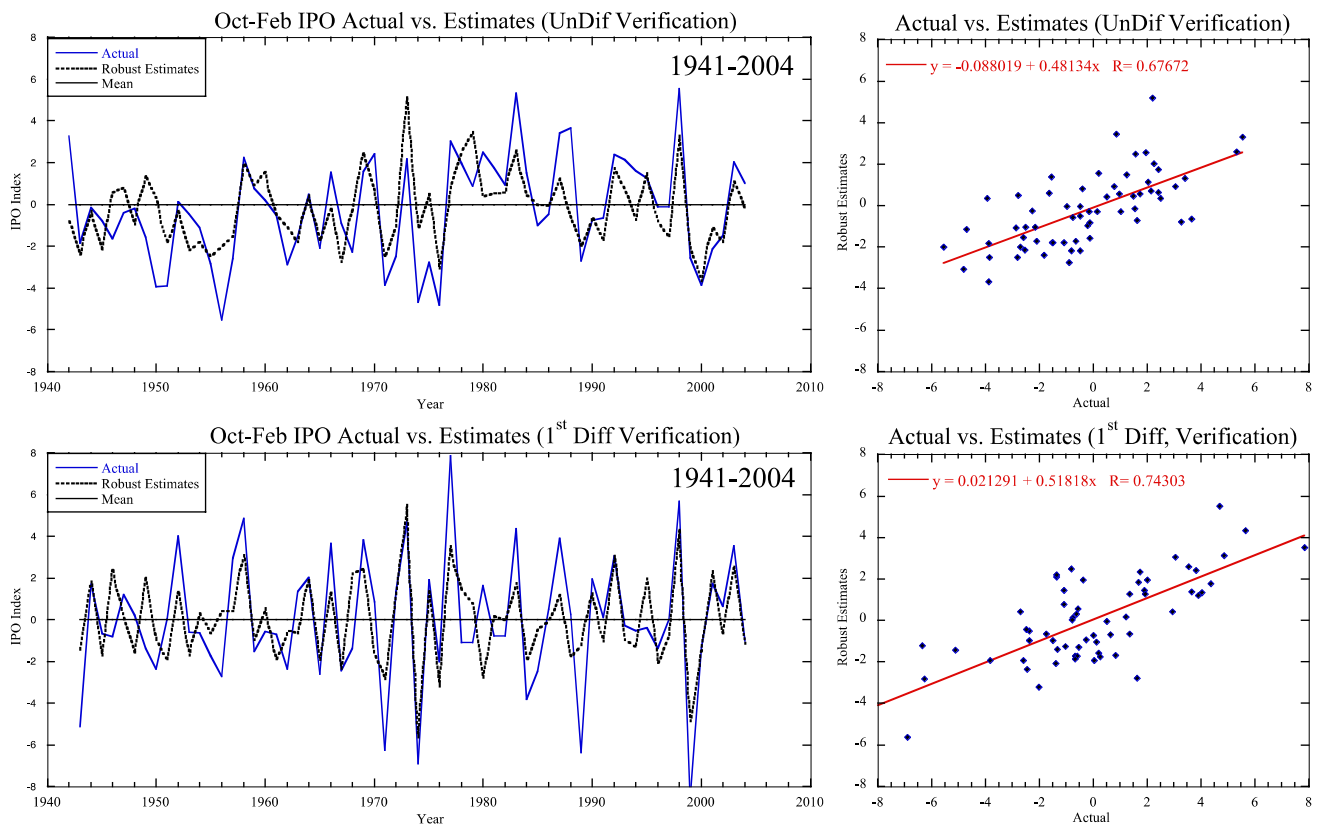 Oct-Feb IPO Actual vs. Estimates (UnDif Verification)
Actual
Robust Estimates
Mean
1941-2004
IPO Index
8
6
4
2
0
-2
-4
-6
-8
1940 1950 1960 1970 1980 1990 2000 2010
Year
Actual vs. Estimates (UnDif Verification)
y = -0.088019 + 0.48134x R= 0.67672
Robust Estimates
8
6
4
2
0
-2
-4
-6
-8
-8 -6 -4 -2 0 2 4 6 8
Actual
Oct-Feb IPO Actual vs. Estimates (1st Diff Verification)
Actual
Robust Estimates
Mean
1941-2004
IPO Index
8
6
4
2
0
-2
-4
-6
-8
1940 1950 1960 1970 1980 1990 2000 2010
Year
Actual vs. Estimates (1st Diff, Verification)
y = 0.021291 + 0.51818x R= 0.74303
Robust Estimates
8
6
4
2
0
-2
-4
-6
-8
-8 -6 -4 -2 0 2 4 6 8
Actual